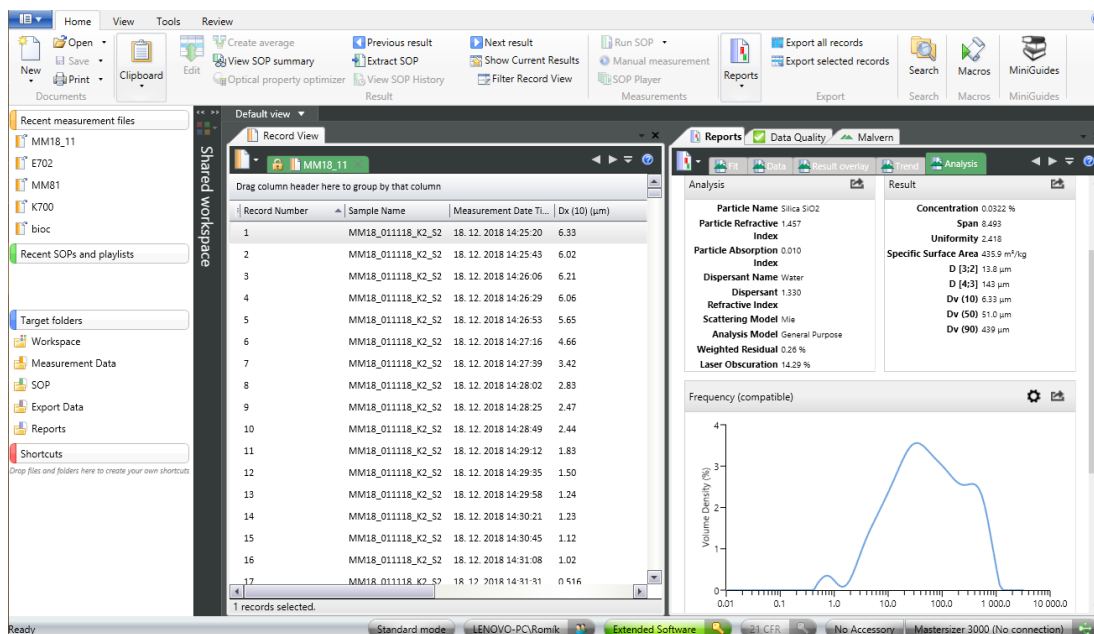 Home View Tools Review
New
Open
Save
Print
Documents
Clipboard
Edit
Create average
View SOP summary
Optical property optimizer
Previous result
Extract SOP
View SOP History
Next result
Show Current Results
Filter Record View
Result
Run SOP
Manual measurement
SOP Player
Measurements
Reports
Export all records
Export selected records
Export
Search
Search
Macros
Macros
MiniGuides
MiniGuides
Recent measurement files
MM18_11
E702
MM81
K700
bioc
Recent SOPs and playlists
Target folders
Workspace
Measurement Data
SOP
Export Data
Reports
Shortcuts
Drop files and folders here to create your own shortcuts
<< >>
Shared workspace
Default view
Record View
MM18_11
Drag column header here to group by that column
Record Number Sample Name Measurement Date Ti... Dx (10) (µm)
1 MM18_011118_K2_S2 18. 12. 2018 14:25:20 6.33
2 MM18_011118_K2_S2 18. 12. 2018 14:25:43 6.02
3 MM18_011118_K2_S2 18. 12. 2018 14:26:06 6.21
4 MM18_011118_K2_S2 18. 12. 2018 14:26:29 6.06
5 MM18_011118_K2_S2 18. 12. 2018 14:26:53 5.65
6 MM18_011118_K2_S2 18. 12. 2018 14:27:16 4.66
7 MM18_011118_K2_S2 18. 12. 2018 14:27:39 3.42
8 MM18_011118_K2_S2 18. 12. 2018 14:28:02 2.83
9 MM18_011118_K2_S2 18. 12. 2018 14:28:25 2.47
10 MM18_011118_K2_S2 18. 12. 2018 14:28:49 2.44
11 MM18_011118_K2_S2 18. 12. 2018 14:29:12 1.83
12 MM18_011118_K2_S2 18. 12. 2018 14:29:35 1.50
13 MM18_011118_K2_S2 18. 12. 2018 14:29:58 1.24
14 MM18_011118_K2_S2 18. 12. 2018 14:30:21 1.23
15 MM18_011118_K2_S2 18. 12. 2018 14:30:45 1.12
16 MM18_011118_K2_S2 18. 12. 2018 14:31:08 1.02
17 MM18_011118_K2_S2 18. 12. 2018 14:31:31 0.516
1 records selected.
Reports Data Quality Malvern
Fit Data Result overlay Trend Analysis
Analysis
Particle Name Silica SiO2
Particle Refractive 1.457
Index
Particle Absorption 0.010
Index
Dispersant Name Water
Dispersant 1.330
Refractive Index
Scattering Model Mie
Analysis Model General Purpose
Weighted Residual 0.26 %
Laser Obscuration 14.29 %
Result
Concentration 0.0322 %
Span 8.493
Uniformity 2.418
Specific Surface Area 435.9 m²/kg
D [3;2] 13.8 µm
D [4;3] 143 µm
Dv (10) 6.33 µm
Dv (50) 51.0 µm
Dv (90) 439 µm
Frequency (compatible)
Volume Density (%)
4
3
2
1
0
0.01 0.1 1.0 10.0 100.0 1 000.0 10 000.0
Ready
Standard mode
LENOVO-PC\Romík
Extended Software
21 CFR
No Accessory
Mastersizer 3000 (No connection)